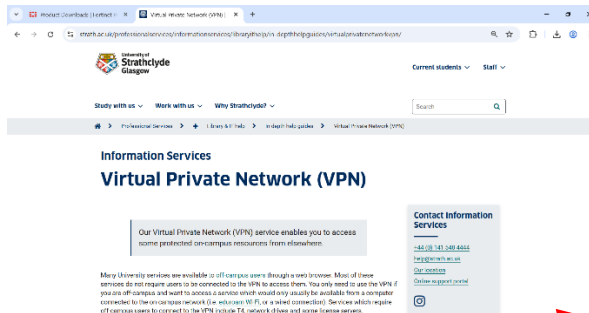 Product Downloads | Fortinet
Virtual Private Network (VPN) |
strath.ac.uk/professionalservices/informationservices/libraryithelp/in-depthhelpguides/virtualprivatenetworkvpn/
University of
Strathclyde
Glasgow
Current students
Staff
Study with us
Work with us
Why Strathclyde?
Search
Professional Services > Library & IT help > In-depth help guides > Virtual Private Network (VPN)
Information Services
Virtual Private Network (VPN)
Our Virtual Private Network (VPN) service enables you to access
some protected on-campus resources from elsewhere.
Many University services are available to off-campus users through a web browser. Most of these
services do not require users to be connected to the VPN to access them. You only need to use the VPN if
you are off-campus and want to access a service which would only usually be available from a computer
connected to the on-campus network (i.e. eduroam Wi-Fi, or a wired connection). Services which require
off campus users to connect to the VPN include T4, network drives and some license servers.
Contact Information
Services
+44 (0) 141 548 4444
help@strath.ac.uk
Our location
Online support portal